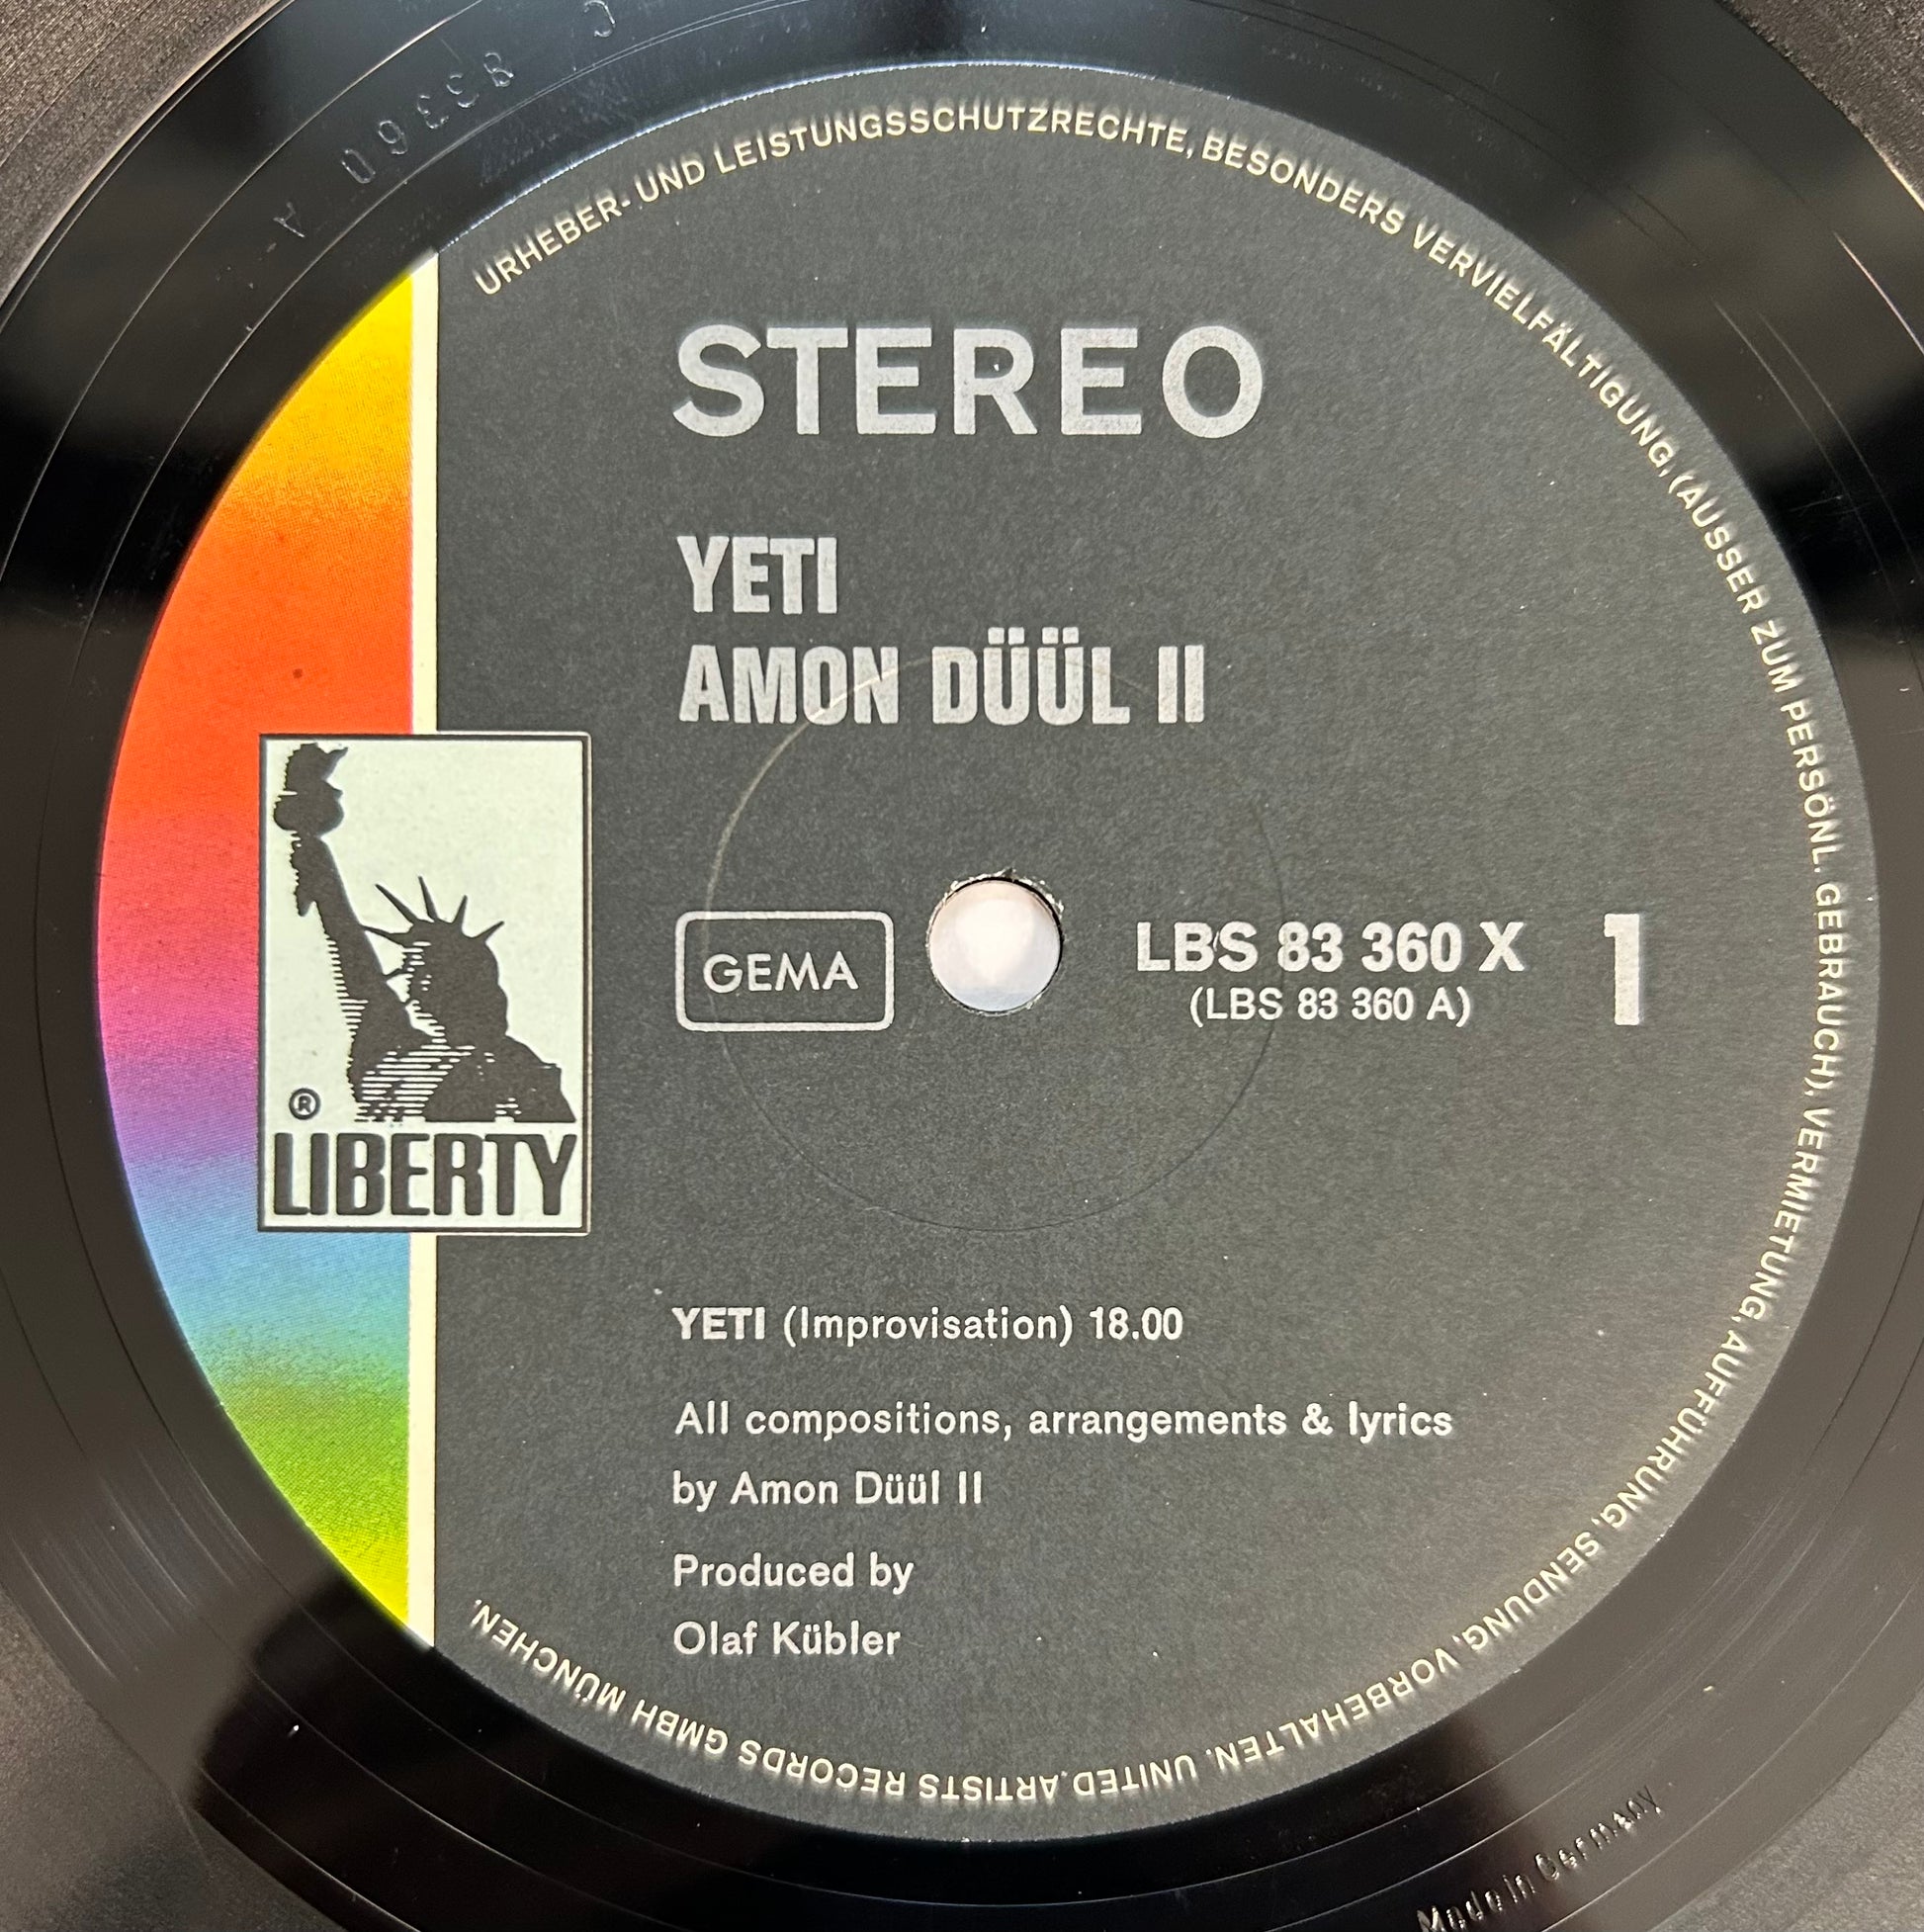 C 83360 A
URHEBER- UND LEISTUNGSSCHUTZRECHTE, BESONDERS VERVIELFÄLTIGUNG, (AUSSER ZUM PERSÖNL. GEBRAUCH), VERMIETUNG, AUFFÜHRUNG, SENDUNG, VORBEHALTEN. UNITED ARTISTS RECORDS GMBH MÜNCHEN.
STEREO
YETI
AMON DÜÜL II
GEMA
LBS 83 360 X
(LBS 83 360 A)
1
®
LIBERTY
YETI (Improvisation) 18.00
All compositions, arrangements & lyrics
by Amon Düül II
Produced by
Olaf Kübler
Made in Germany